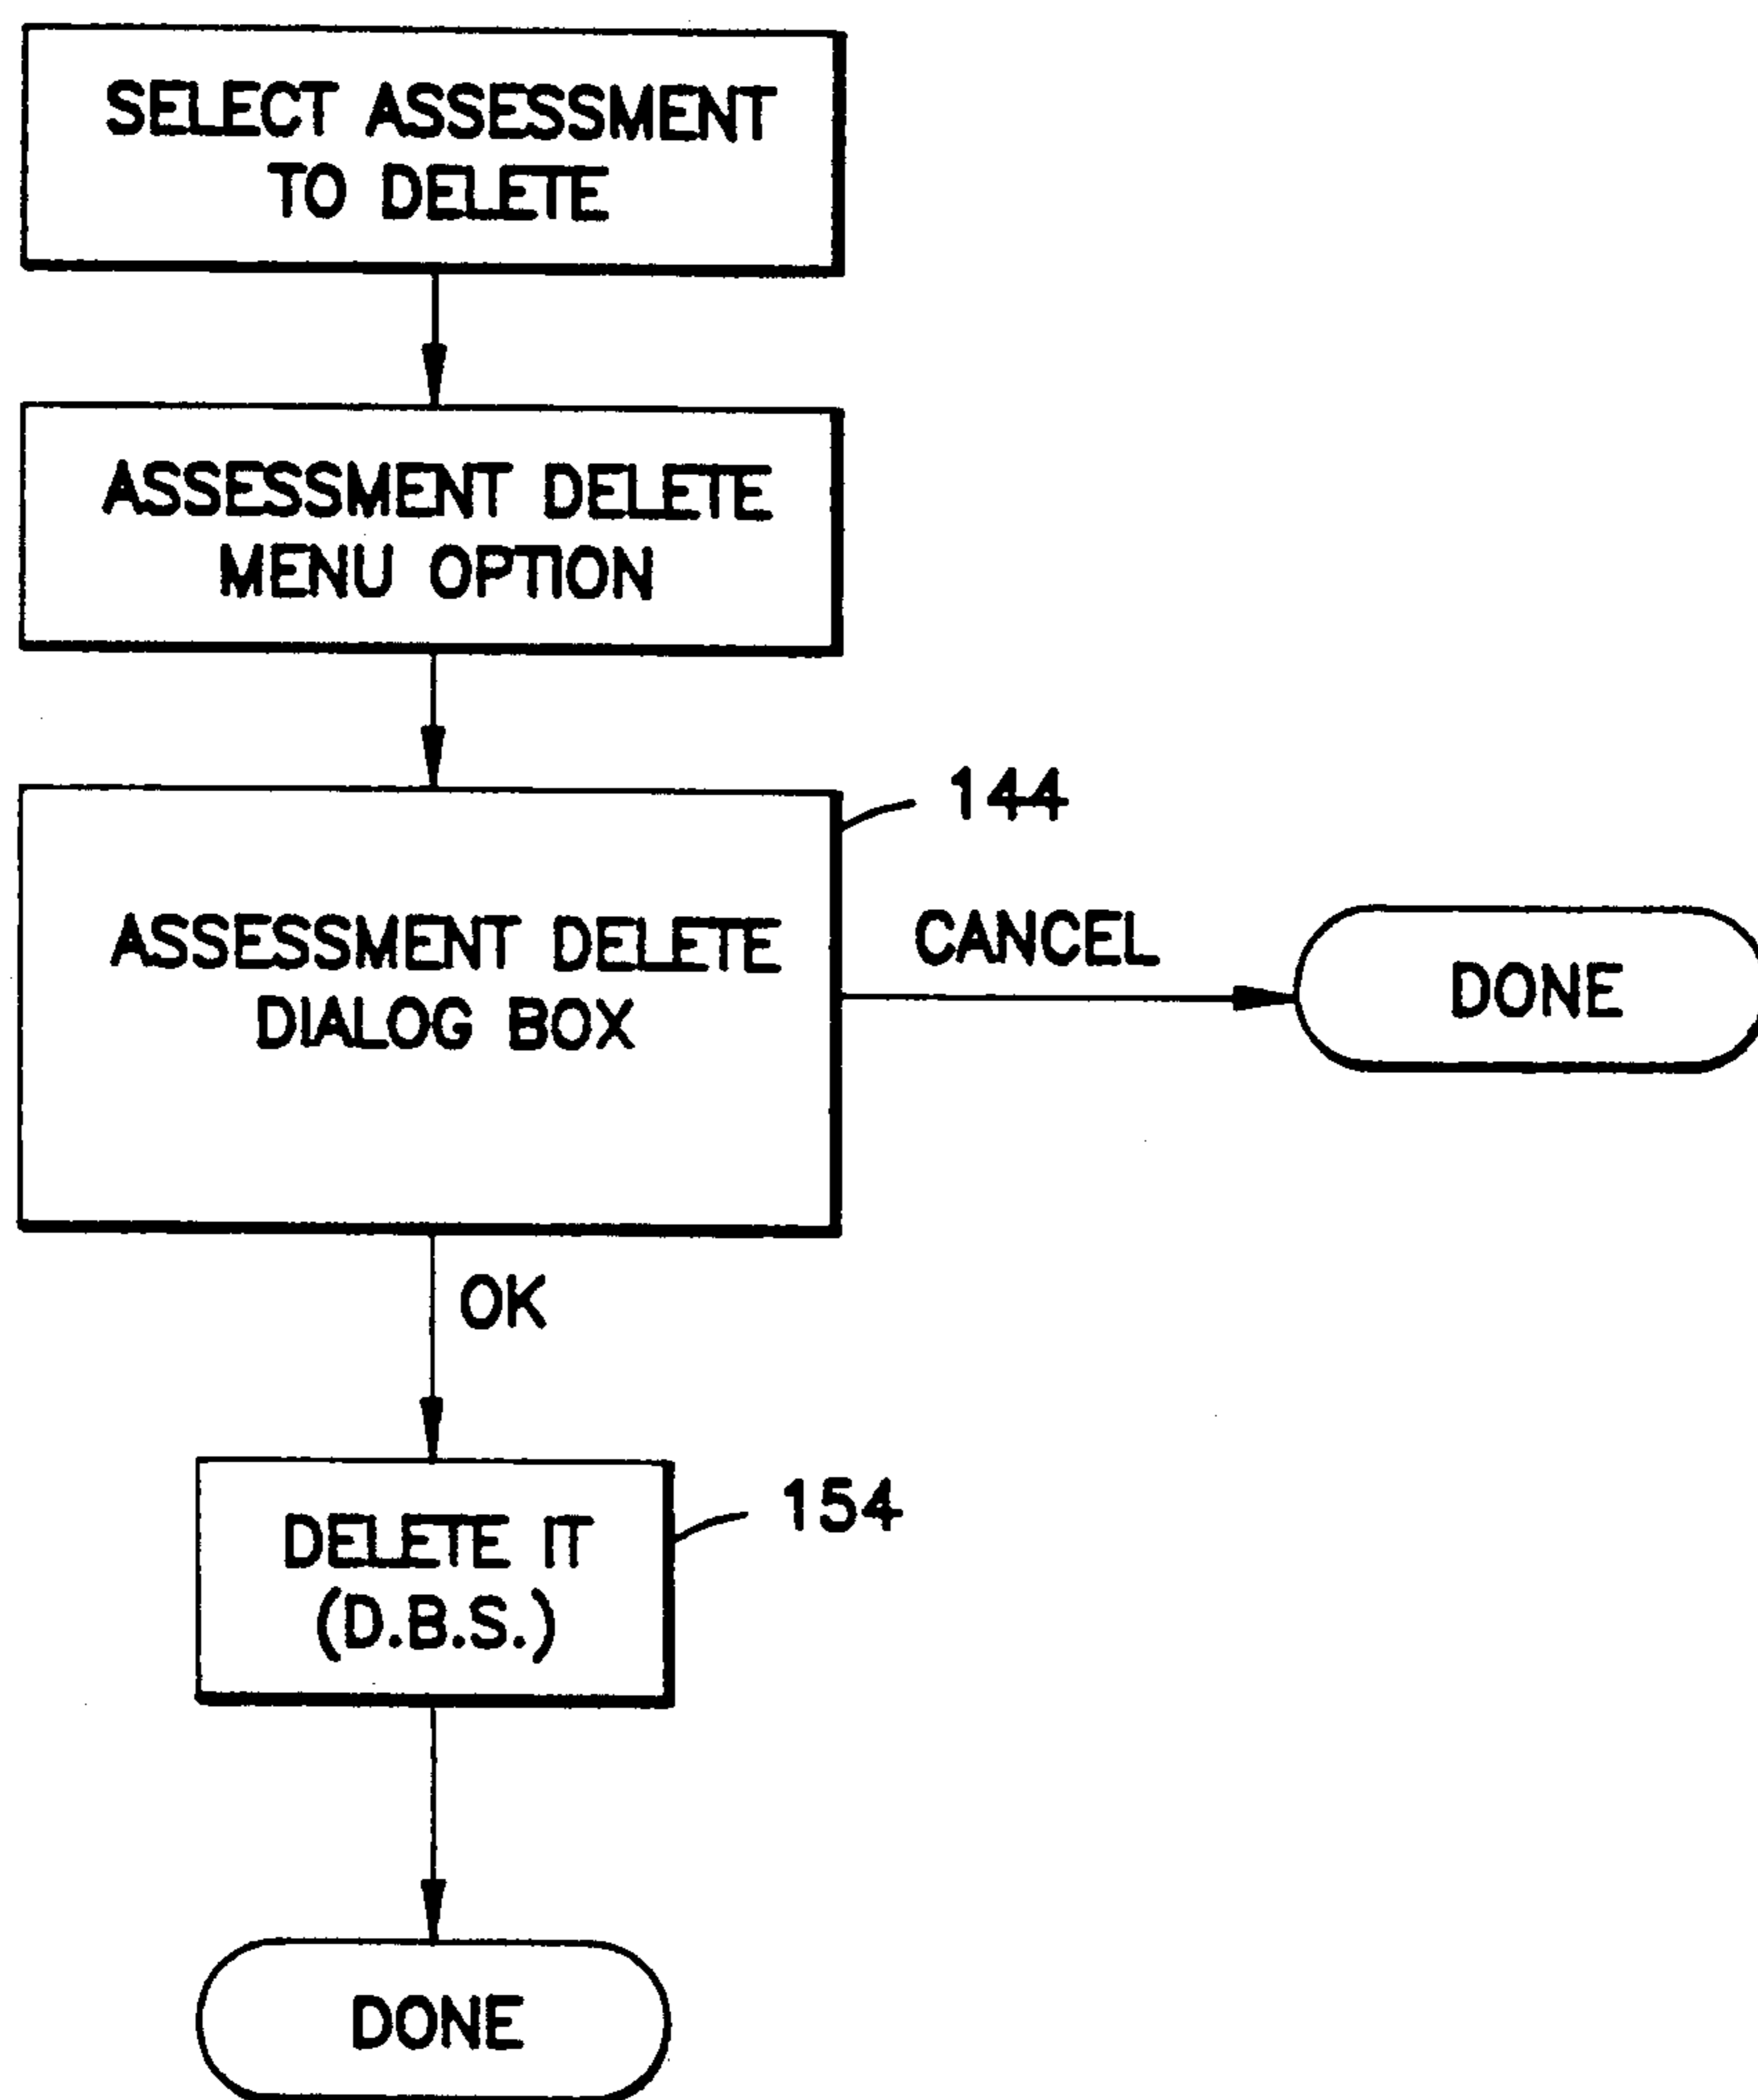 SELECT ASSESSMENT
TO DELETE
ASSESSMENT DELETE
MENU OPTION
144
ASSESSMENT DELETE
DIALOG BOX
CANCEL
DONE
OK
154
DELETE IT
(D.B.S.)
DONE